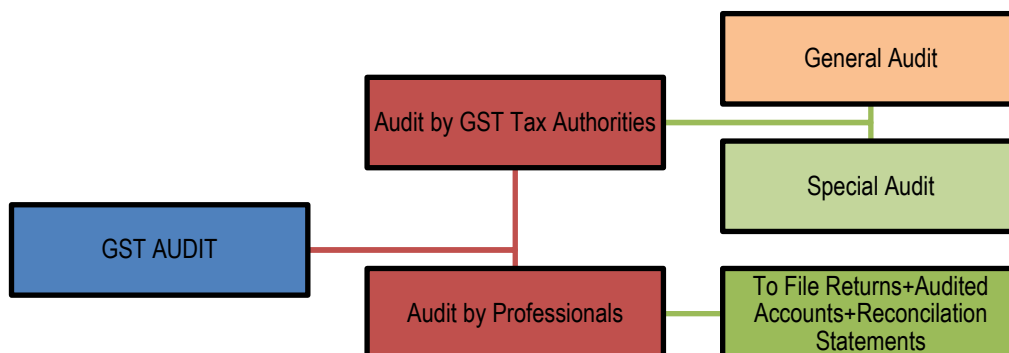 General Audit
Audit by GST Tax Authorities
Special Audit
GST AUDIT
Audit by Professionals
To File Returns+Audited
Accounts+Reconcilation
Statements